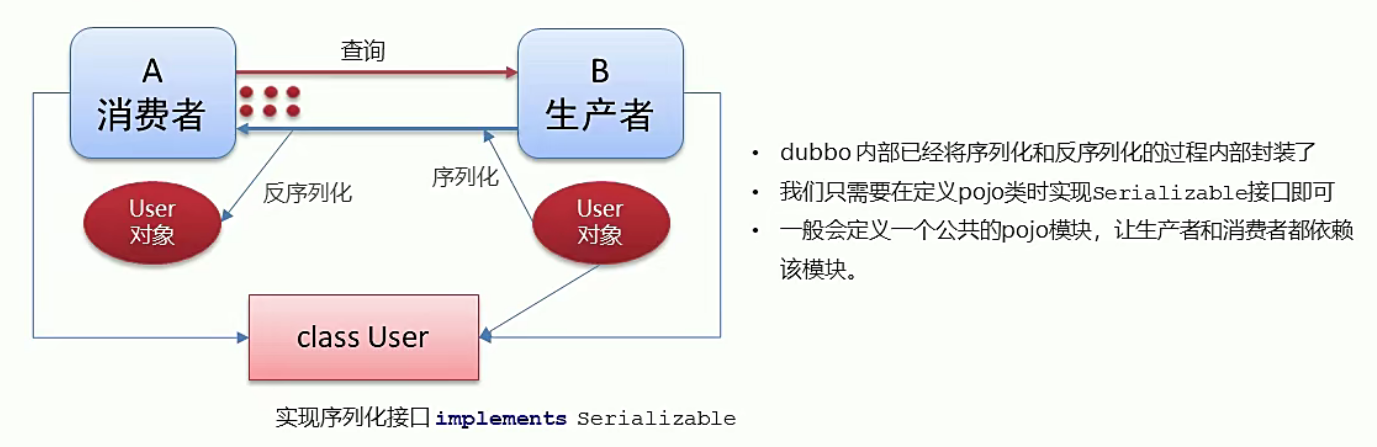 查询
A
消费者
B
生产者
反序列化
序列化
User
对象
User
对象
class User
实现序列化接口 implements Serializable
• dubbo 内部已经将序列化和反序列化的过程内部封装了
• 我们只需要在定义pojo类时实现Serializable接口即可
• 一般会定义一个公共的pojo模块，让生产者和消费者都依赖
该模块。